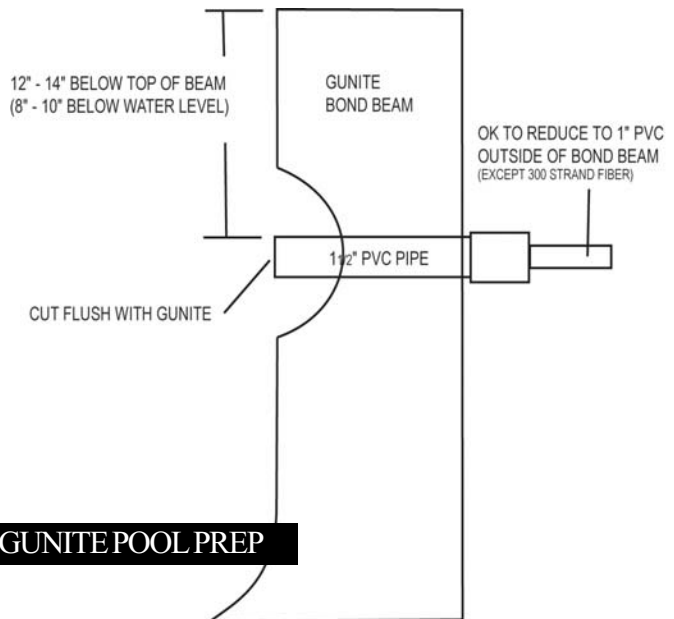 12" - 14" BELOW TOP OF BEAM
(8" - 10" BELOW WATER LEVEL)
GUNITE
BOND BEAM
OK TO REDUCE TO 1" PVC
OUTSIDE OF BOND BEAM
(EXCEPT 300 STRAND FIBER)
1 1/2" PVC PIPE
CUT FLUSH WITH GUNITE
GUNITE POOL PREP